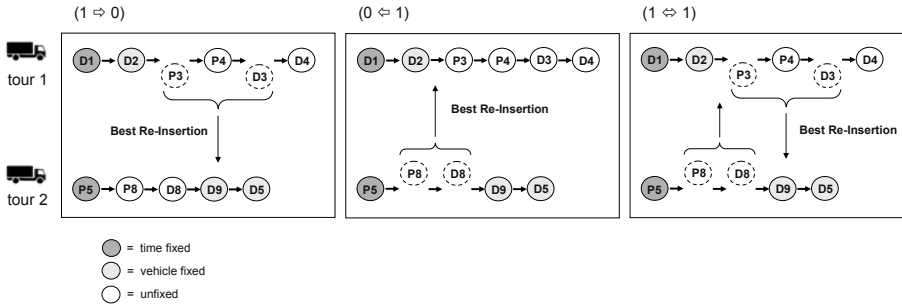 (1 ⇒ 0) (0 ⇐ 1) (1 ⇔ 1)
tour 1
D1 D2 P3 P4 D3 D4
Best Re-Insertion
tour 2
P5 P8 D8 D9 D5
D1 D2 P3 P4 D3 D4
Best Re-Insertion
P8 D8
P5 D9 D5
D1 D2 P4 D4
P3 D3
Best Re-Insertion
P8 D8
P5 D9 D5
= time fixed
= vehicle fixed
= unfixed